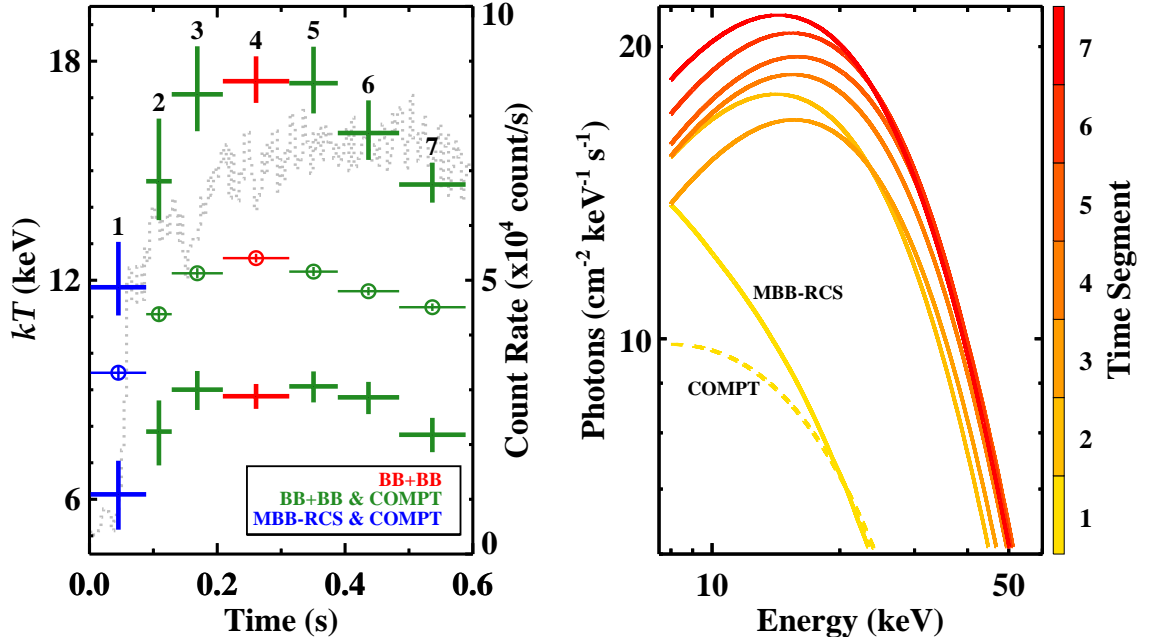 18
12
6
kT (keV)
1
2
3
4
5
6
7
BB+BB
BB+BB & COMPT
MBB-RCS & COMPT
10
5
0
Count Rate (x10⁴ count/s)
0.0
0.2
0.4
0.6
Time (s)
20
10
Photons (cm⁻² keV⁻¹ s⁻¹)
MBB-RCS
COMPT
10
50
Energy (keV)
7
6
5
4
3
2
1
Time Segment